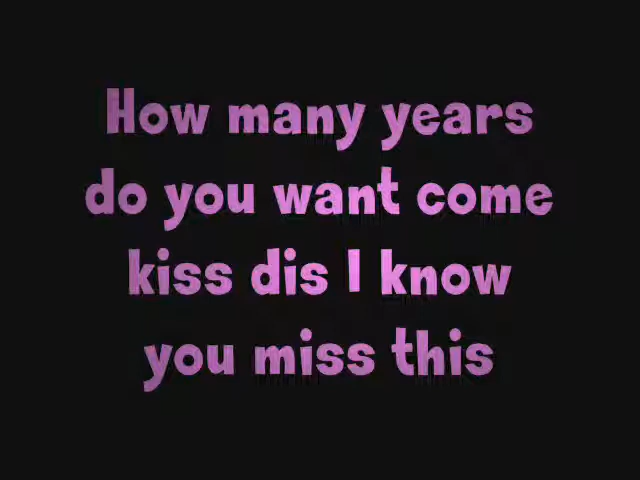 How many years
do you want come
kiss dis I know
you miss this